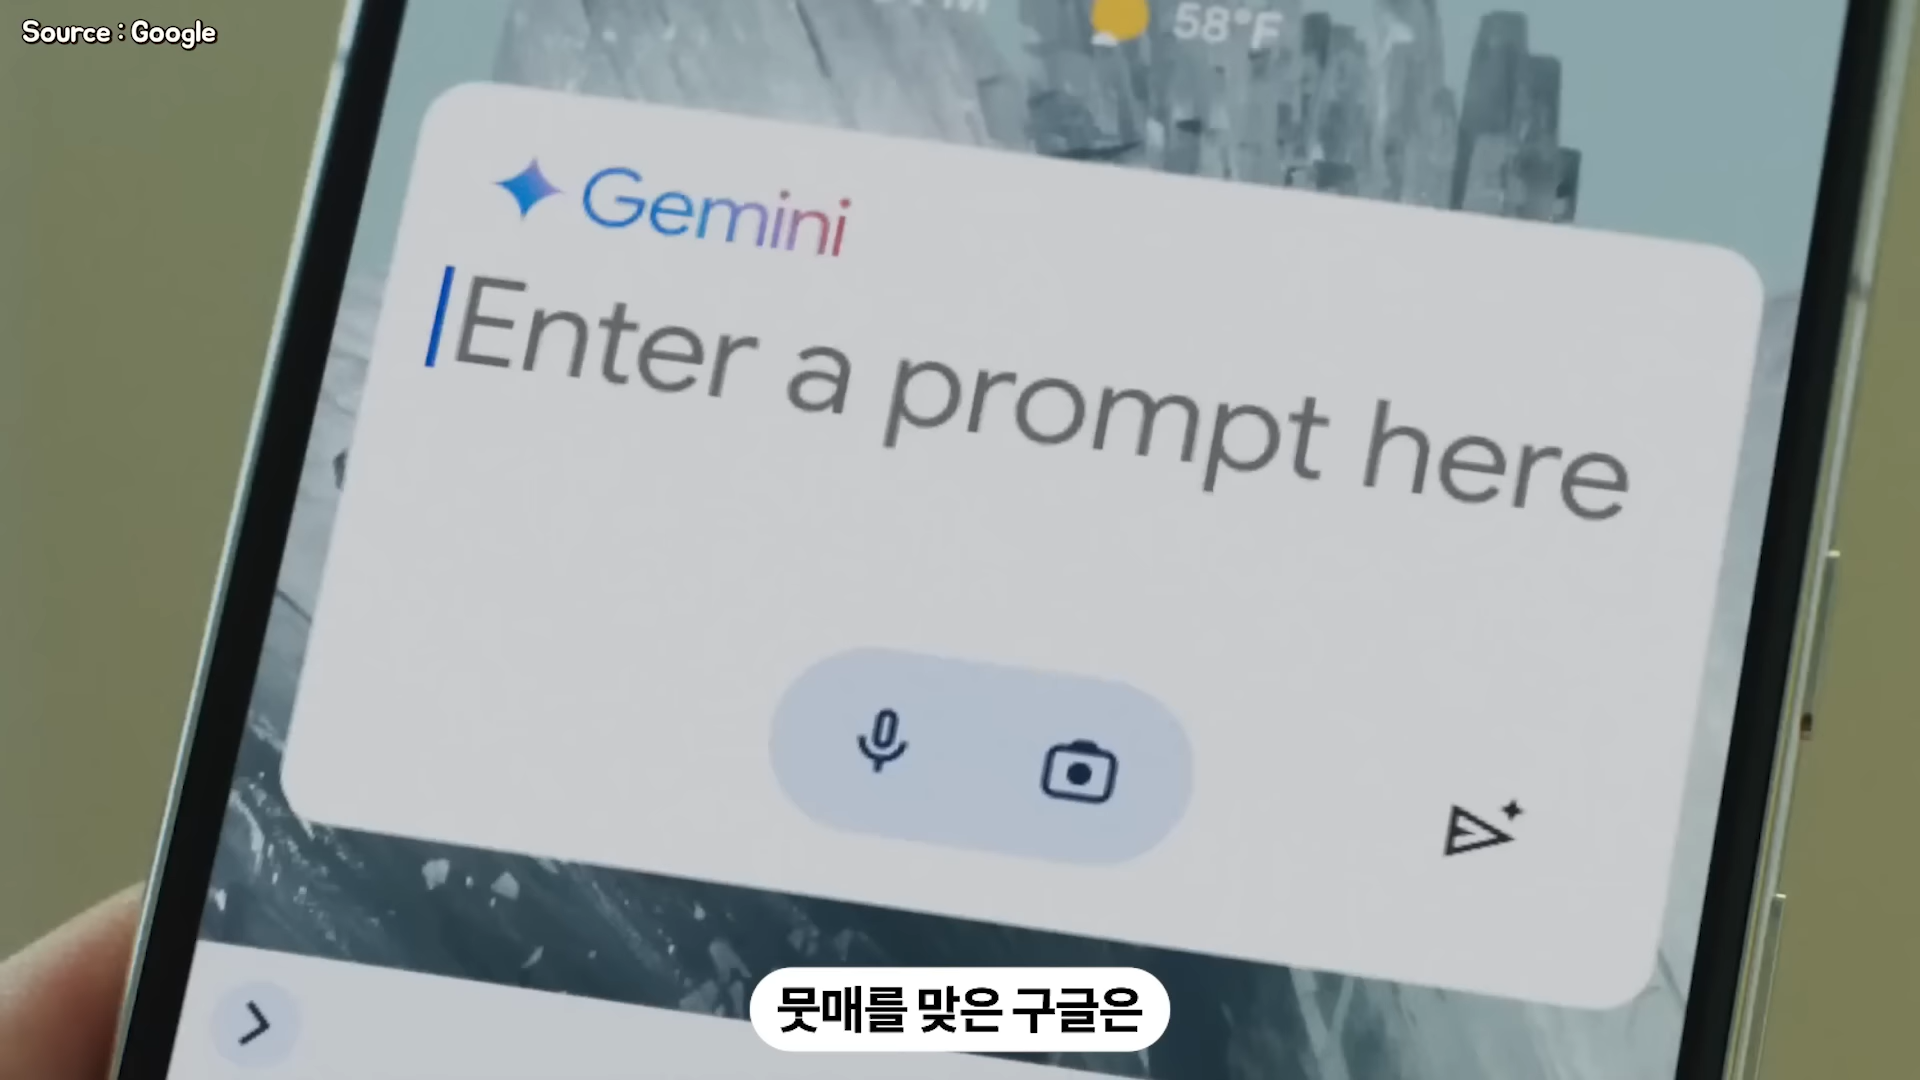 Source : Google
58°F
Gemini
Enter a prompt here
뭇매를 맞은 구글은